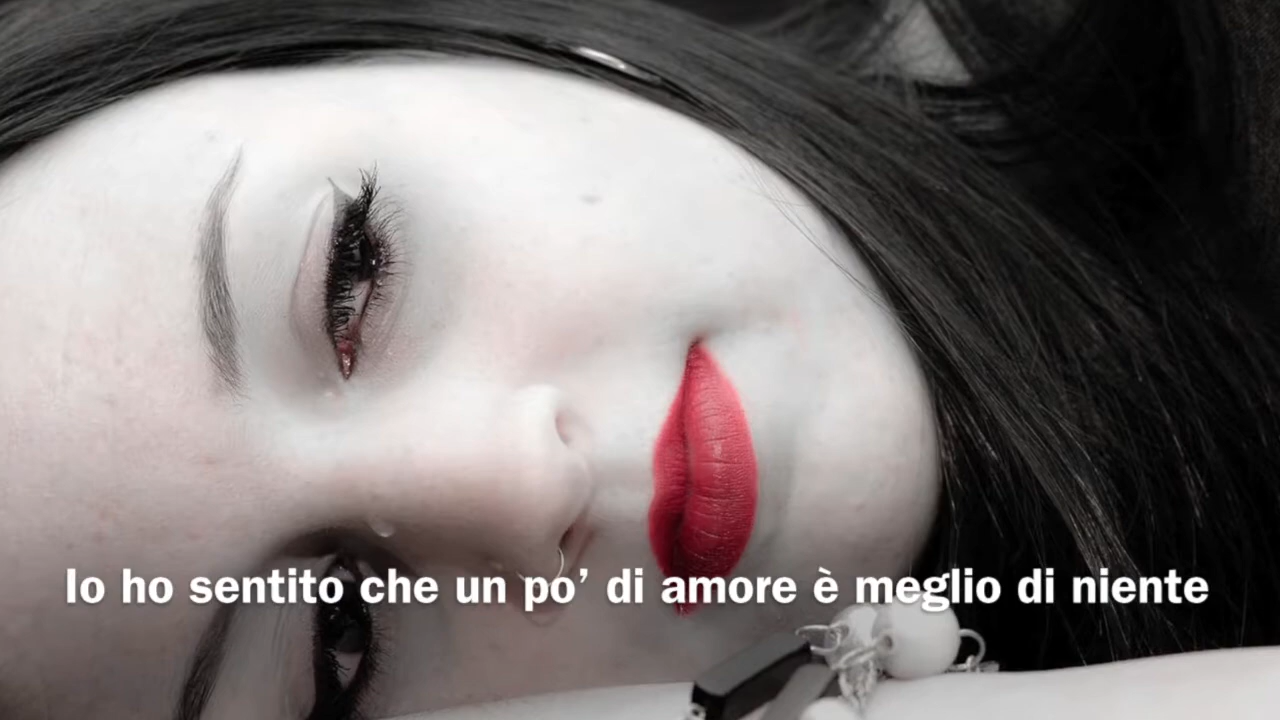 Io ho sentito che un po’ di amore è meglio di niente